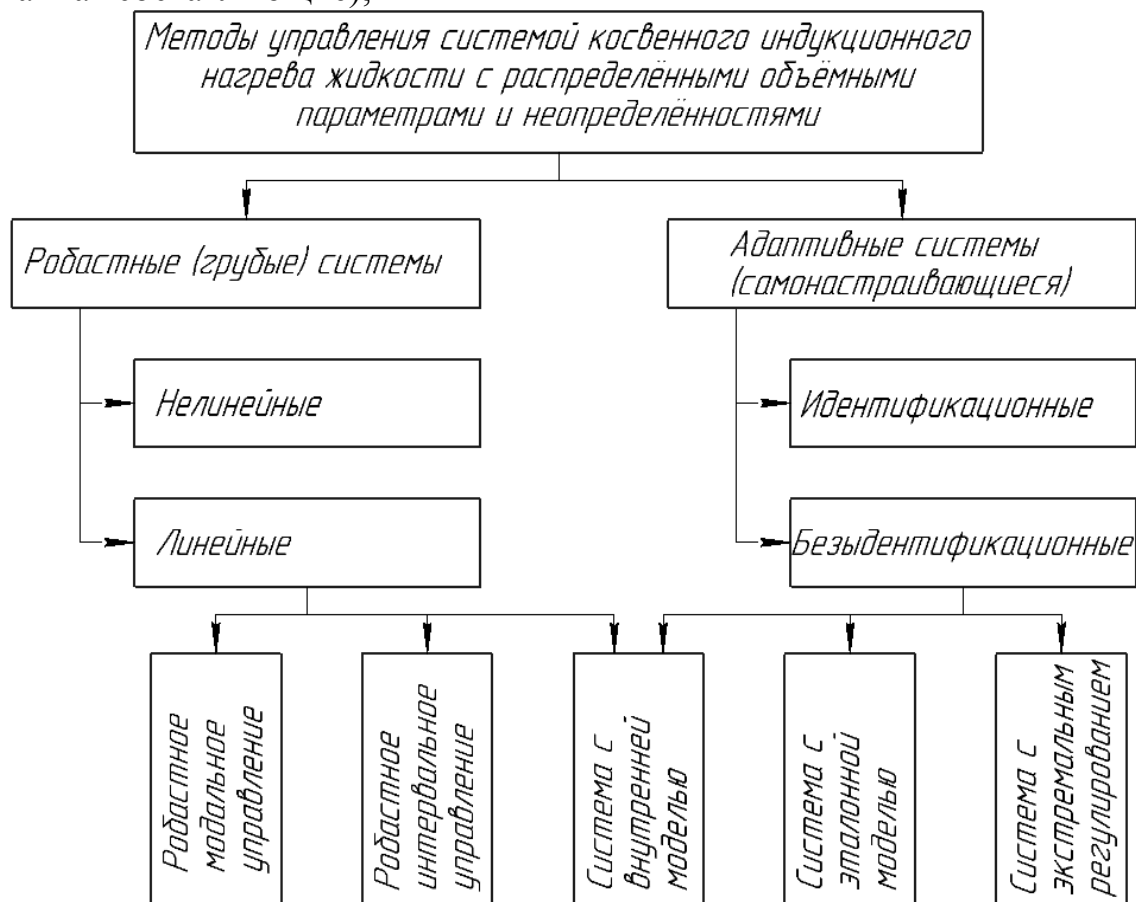 Методы управления системой косвенного индукционного
нагрева жидкости с распределёнными объёмными
параметрами и неопределённостями
Робастные (грубые) системы
Адаптивные системы
(самонастраивающиеся)
Нелинейные
Идентификационные
Линейные
Безыдентификационные
Робастное
модальное
управление
Робастное
интервальное
управление
Система с
внутренней
моделью
Система с
эталонной
моделью
Система с
экстремальным
регулированием